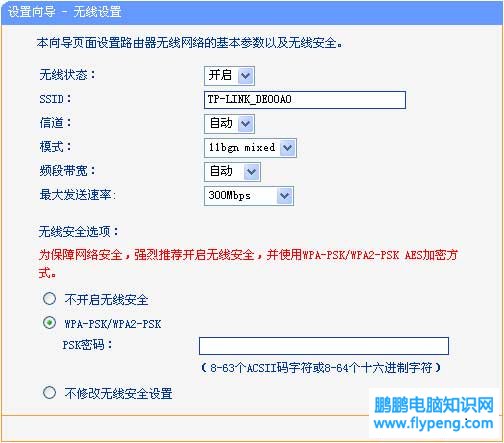 设置向导 - 无线设置
本向导页面设置路由器无线网络的基本参数以及无线安全。
无线状态： 开启
SSID： TP-LINK_DE00A0
信道： 自动
模式： 11bgn mixed
频段带宽： 自动
最大发送速率： 300Mbps
无线安全选项：
为保障网络安全，强烈推荐开启无线安全，并使用WPA-PSK/WPA2-PSK AES加密方
式。
不开启无线安全
WPA-PSK/WPA2-PSK
PSK密码：
（8-63个ACSII码字符或8-64个十六进制字符）
不修改无线安全设置
鹏鹏电脑知识网
www.flypeng.com